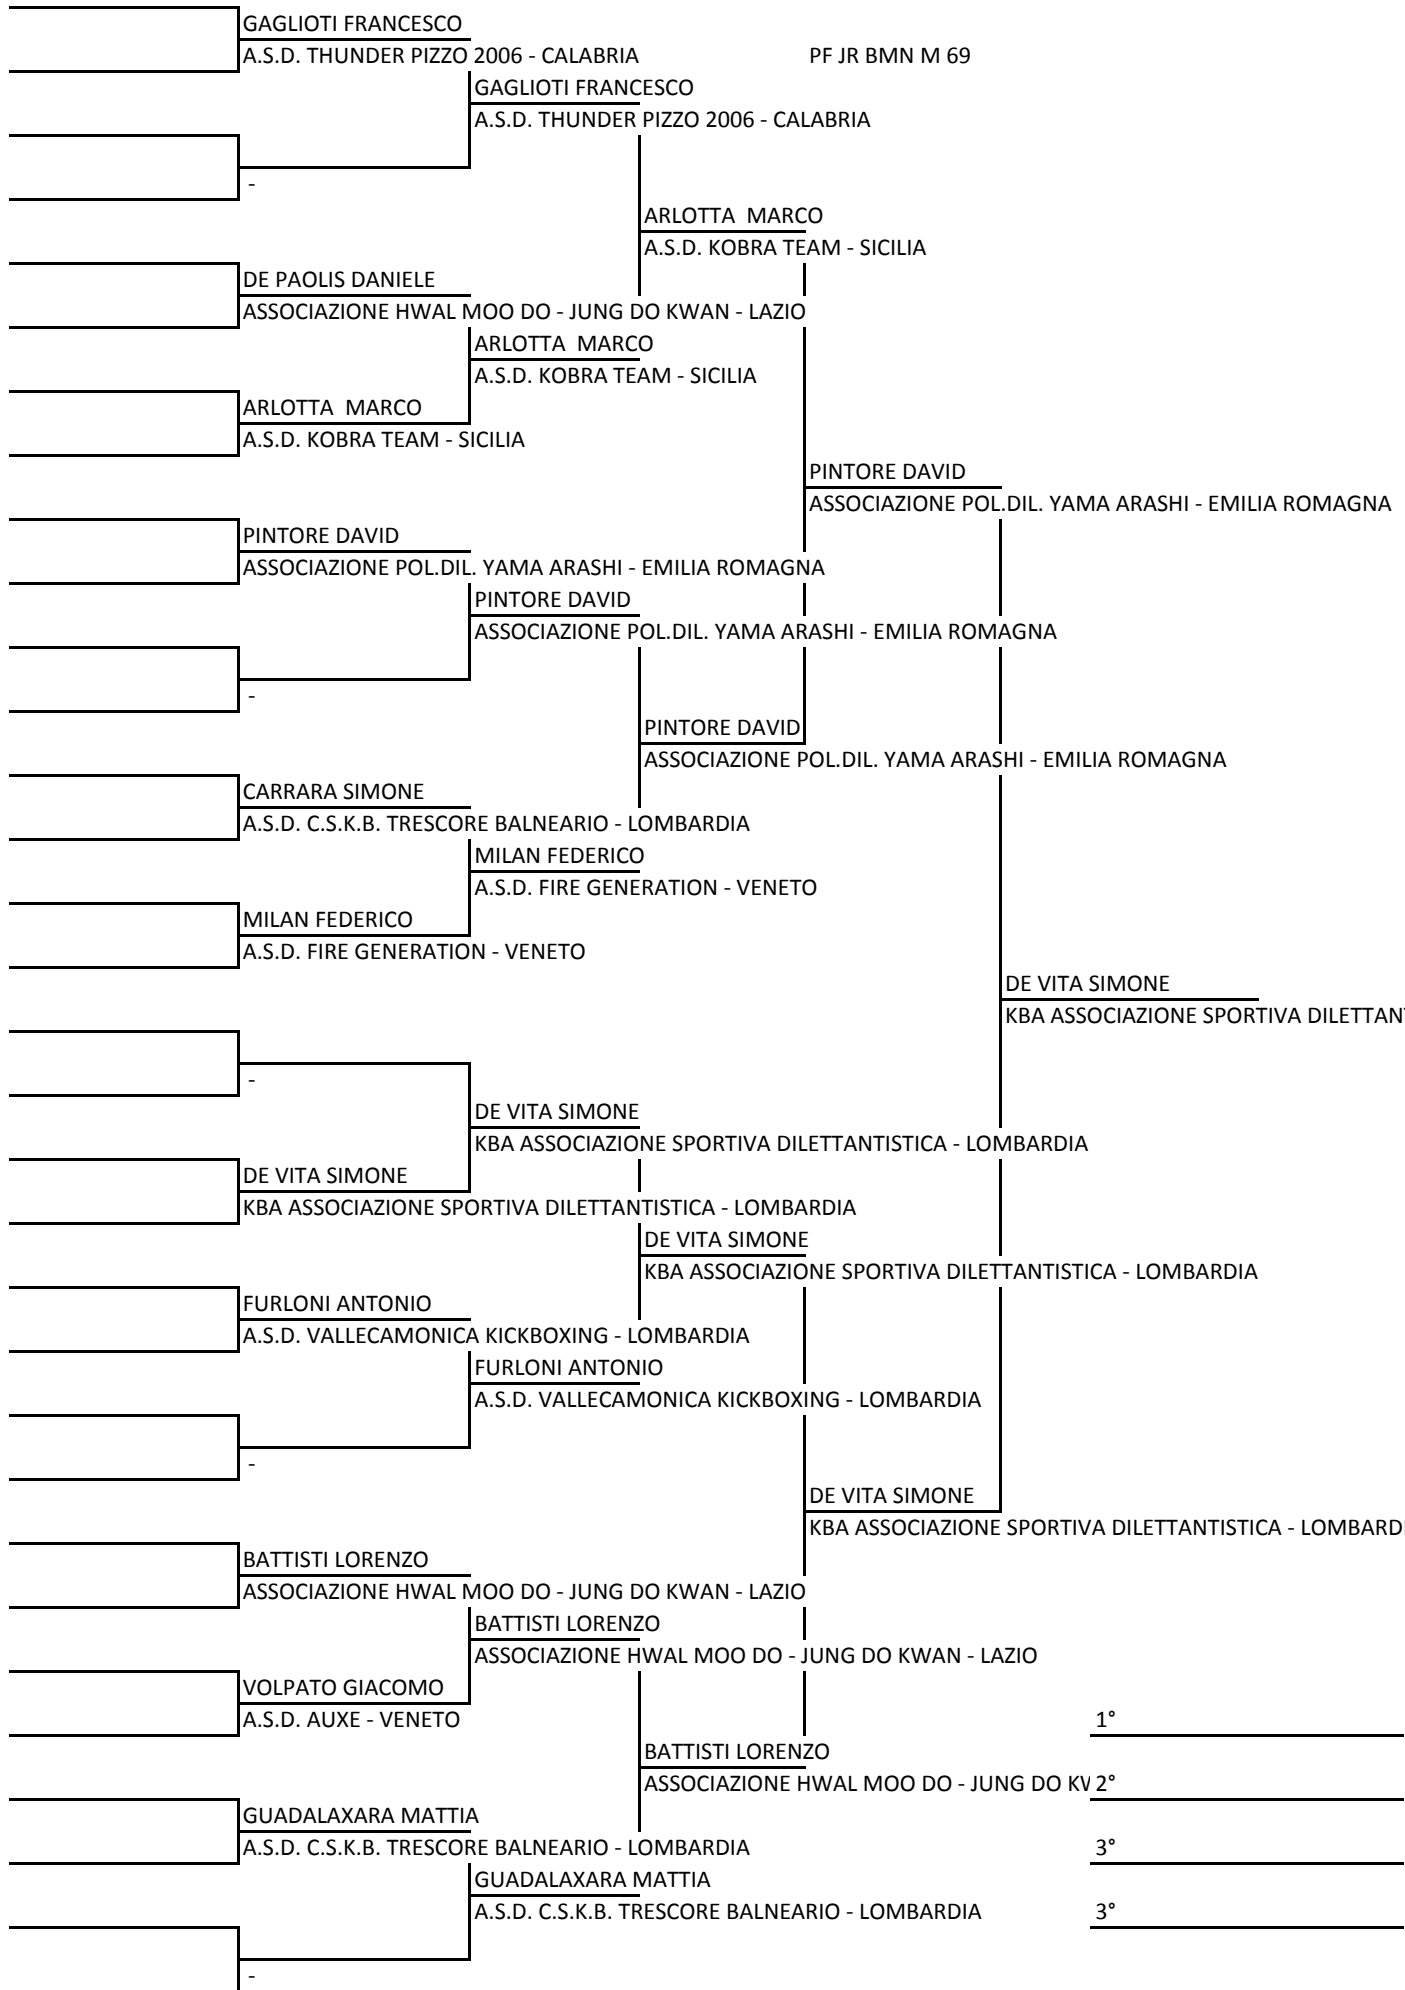 GAGLIOTI FRANCESCO
A.S.D. THUNDER PIZZO 2006 - CALABRIA
PF JR BMN M 69
GAGLIOTI FRANCESCO
A.S.D. THUNDER PIZZO 2006 - CALABRIA
-
ARLOTTA  MARCO
A.S.D. KOBRA TEAM - SICILIA
DE PAOLIS DANIELE
ASSOCIAZIONE HWAL MOO DO - JUNG DO KWAN - LAZIO
ARLOTTA  MARCO
A.S.D. KOBRA TEAM - SICILIA
ARLOTTA  MARCO
A.S.D. KOBRA TEAM - SICILIA
PINTORE DAVID
ASSOCIAZIONE POL.DIL. YAMA ARASHI - EMILIA ROMAGNA
PINTORE DAVID
ASSOCIAZIONE POL.DIL. YAMA ARASHI - EMILIA ROMAGNA
PINTORE DAVID
ASSOCIAZIONE POL.DIL. YAMA ARASHI - EMILIA ROMAGNA
-
PINTORE DAVID
ASSOCIAZIONE POL.DIL. YAMA ARASHI - EMILIA ROMAGNA
CARRARA SIMONE
A.S.D. C.S.K.B. TRESCORE BALNEARIO - LOMBARDIA
MILAN FEDERICO
A.S.D. FIRE GENERATION - VENETO
MILAN FEDERICO
A.S.D. FIRE GENERATION - VENETO
DE VITA SIMONE
KBA ASSOCIAZIONE SPORTIVA DILETTAN
-
DE VITA SIMONE
KBA ASSOCIAZIONE SPORTIVA DILETTANTISTICA - LOMBARDIA
DE VITA SIMONE
KBA ASSOCIAZIONE SPORTIVA DILETTANTISTICA - LOMBARDIA
DE VITA SIMONE
KBA ASSOCIAZIONE SPORTIVA DILETTANTISTICA - LOMBARDIA
FURLONI ANTONIO
A.S.D. VALLECAMONICA KICKBOXING - LOMBARDIA
FURLONI ANTONIO
A.S.D. VALLECAMONICA KICKBOXING - LOMBARDIA
-
DE VITA SIMONE
KBA ASSOCIAZIONE SPORTIVA DILETTANTISTICA - LOMBARDI
BATTISTI LORENZO
ASSOCIAZIONE HWAL MOO DO - JUNG DO KWAN - LAZIO
BATTISTI LORENZO
ASSOCIAZIONE HWAL MOO DO - JUNG DO KWAN - LAZIO
VOLPATO GIACOMO
A.S.D. AUXE - VENETO
1°
BATTISTI LORENZO
ASSOCIAZIONE HWAL MOO DO - JUNG DO KW
2°
GUADALAXARA MATTIA
A.S.D. C.S.K.B. TRESCORE BALNEARIO - LOMBARDIA
3°
GUADALAXARA MATTIA
A.S.D. C.S.K.B. TRESCORE BALNEARIO - LOMBARDIA
3°
-